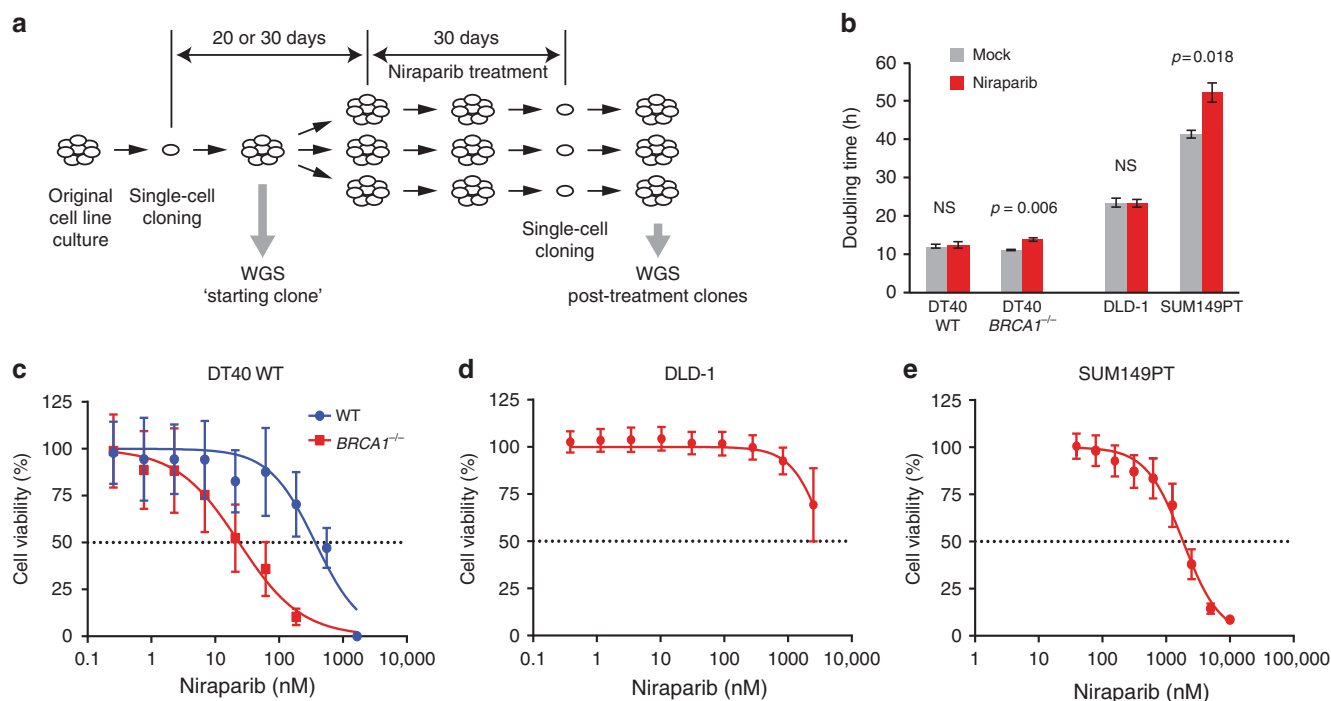 a
20 or 30 days
30 days
Niraparib treatment
Original
cell line
culture
Single-cell
cloning
WGS
‘starting clone’
Single-cell
cloning
WGS
post-treatment clones
b
Mock
Niraparib
Doubling time (h)
60
50
40
30
20
10
0
NS
p = 0.006
NS
p=0.018
DT40
WT
DT40
BRCA1–/–
DLD-1
SUM149PT
c
DT40 WT
WT
BRCA1–/–
Cell viability (%)
125
100
75
50
25
0
0.1
1
10
100
1000
10,000
Niraparib (nM)
d
DLD-1
Cell viability (%)
125
100
75
50
25
0
0.1
1
10
100
1000
10,000
Niraparib (nM)
e
SUM149PT
Cell viability (%)
125
100
75
50
25
0
1
10
100
1000
10,000
100,000
Niraparib (nM)